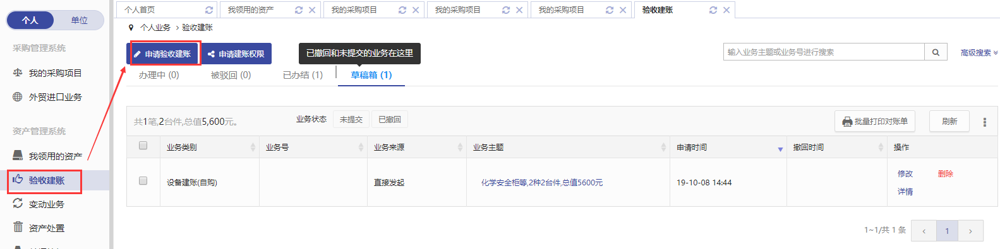 个人 单位
采购管理系统
我的采购项目
外贸进口业务
资产管理系统
我领用的资产
验收建账
变动业务
资产处置
个人首页 我领用的资产 我的采购项目 我的采购项目 我的采购项目 验收建账
个人业务 > 验收建账
申请验收建账 申请建账权限 已撤回和未提交的业务在这里 输入业务主题或业务号进行搜索 高级搜索
办理中 (0) 被驳回 (0) 已办结 (1) 草稿箱 (1)
共1笔,2台件,总值5,600元。 业务状态 未提交 已撤回 批量打印对账单 刷新
业务类别 业务号 业务来源 业务主题 申请时间 撤回时间 操作
设备建账(自购) 直接发起 化学安全柜等,2种2台件,总值5600元 19-10-08 14:44 修改 删除
详情
1~1/共 1 条 ‹ 1 ›